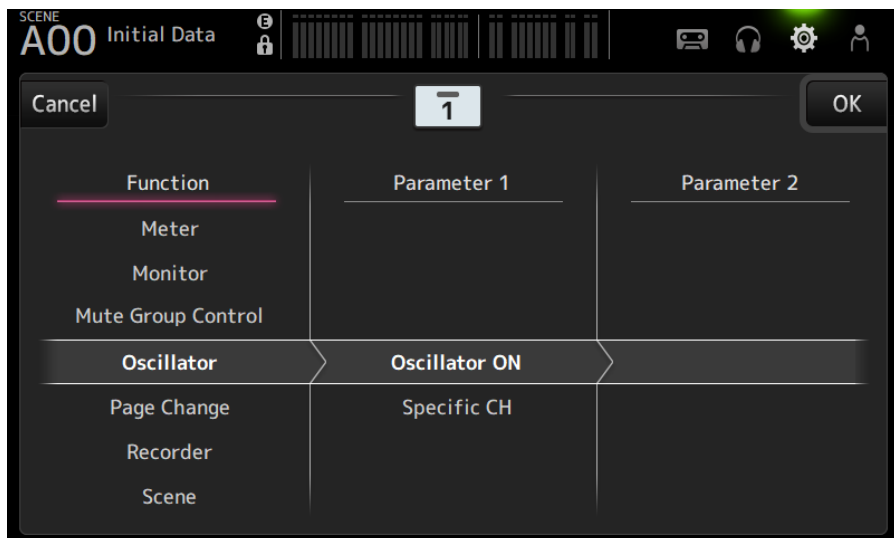 SCENE
A00 Initial Data
E
Cancel
1
OK
Function
Parameter 1
Parameter 2
Meter
Monitor
Mute Group Control
Oscillator
Oscillator ON
Page Change
Specific CH
Recorder
Scene